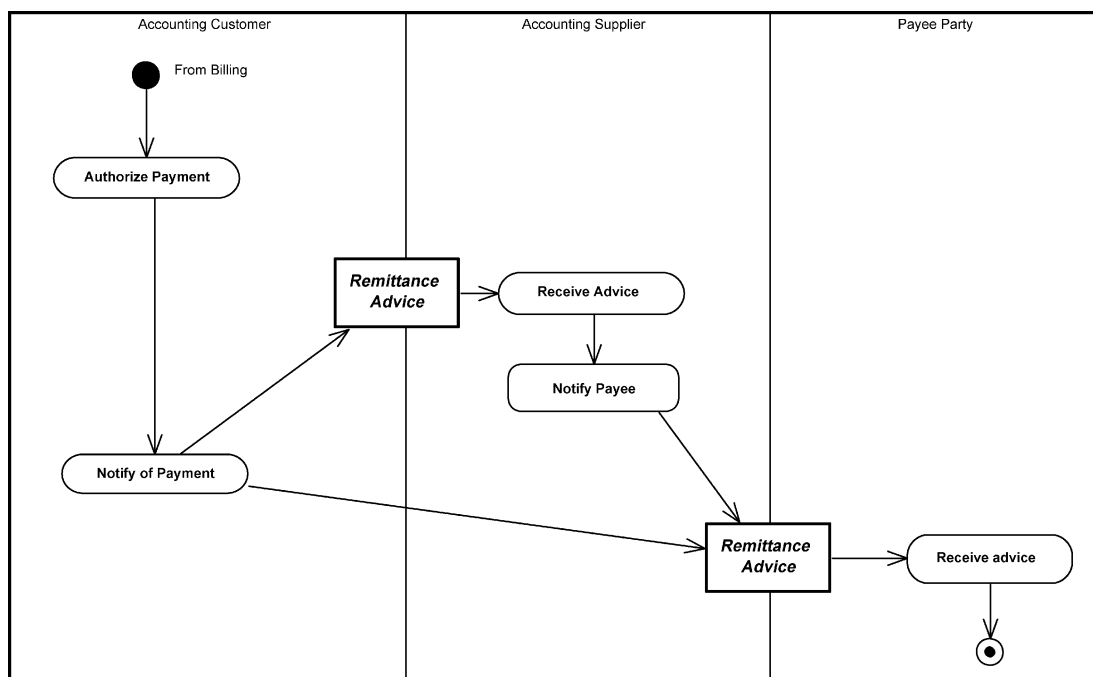 Accounting Customer
Accounting Supplier
Payee Party
From Billing
Authorize Payment
Remittance
Advice
Receive Advice
Notify Payee
Notify of Payment
Remittance
Advice
Receive advice